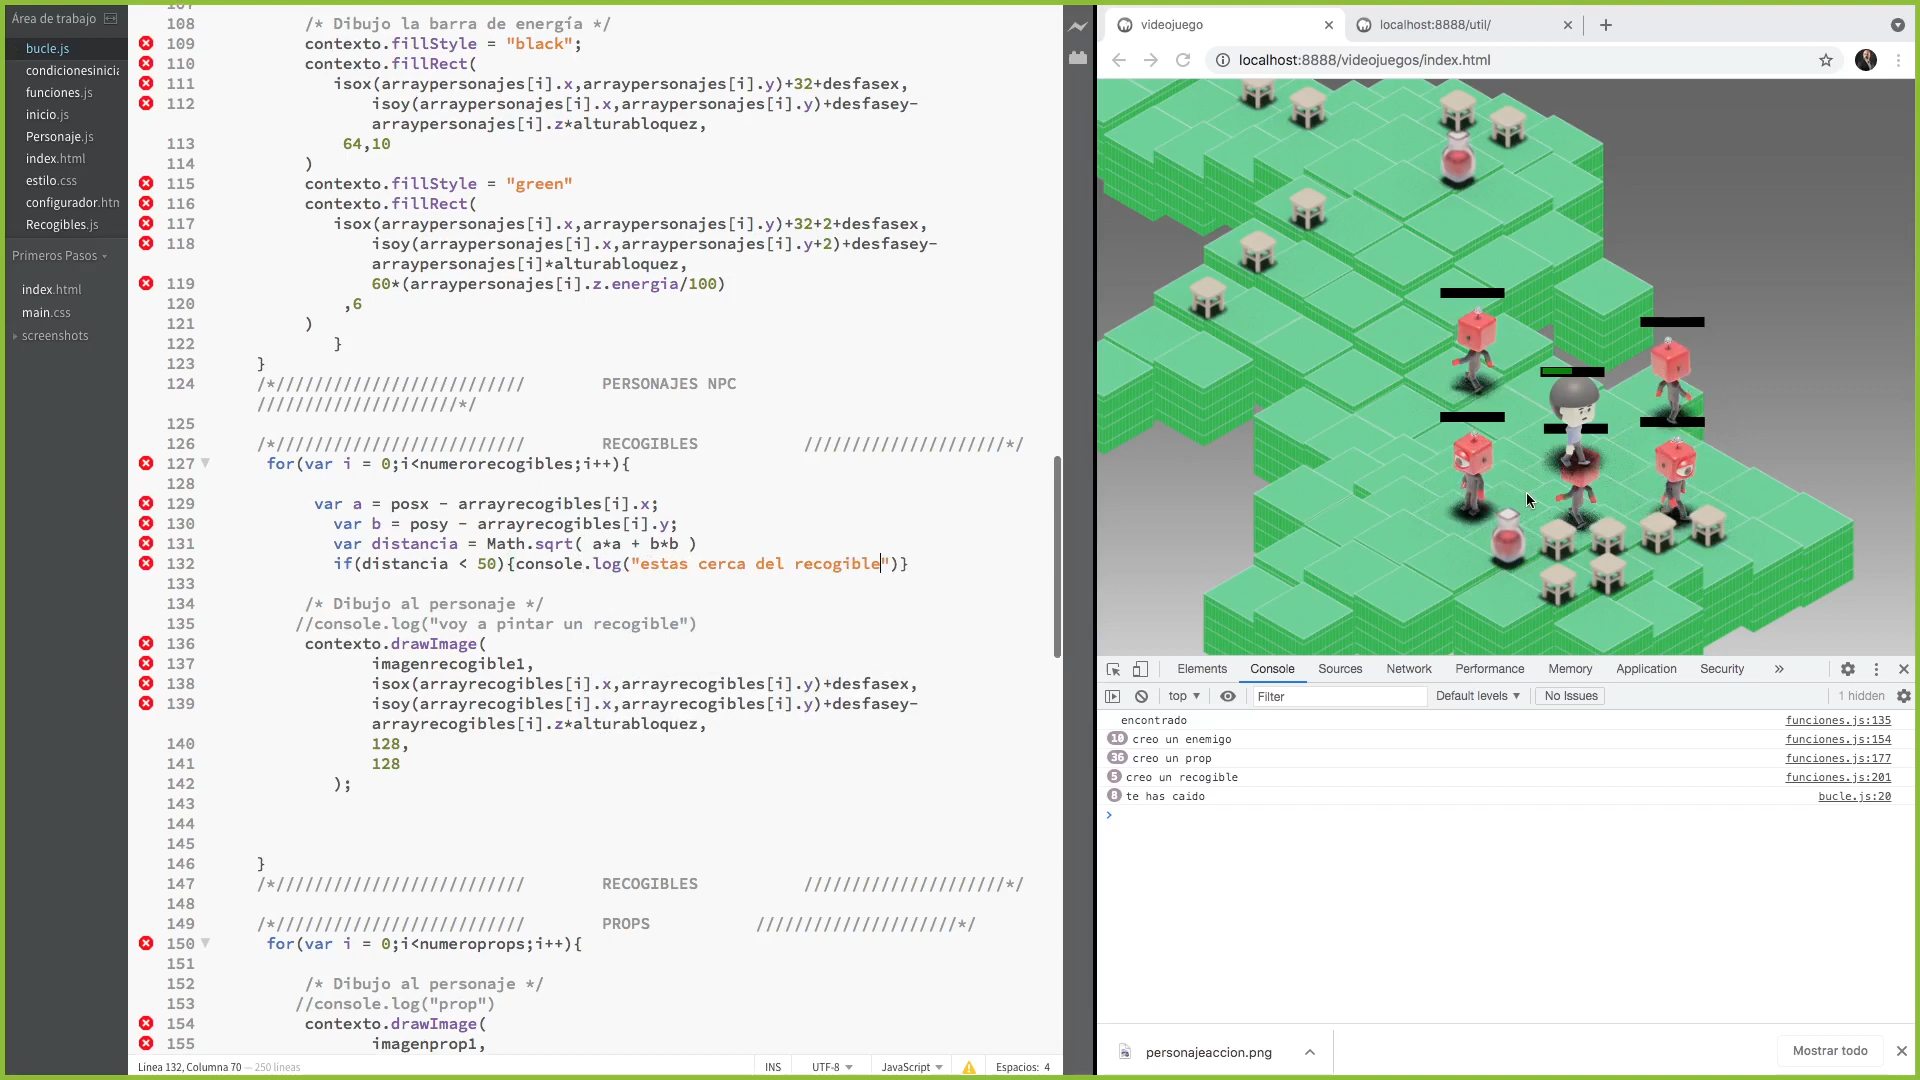 Área de trabajo
bucle.js
condicionesinicia
funciones.js
inicio.js
Personaje.js
index.html
estilo.css
configurador.htm
Recogibles.js
Primeros Pasos
index.html
main.css
screenshots
108 /* Dibujo la barra de energía */
109 contexto.fillStyle = "black";
110 contexto.fillRect(
111 isox(arraypersonajes[i].x,arraypersonajes[i].y)+32+desfasex,
112 isoy(arraypersonajes[i].x,arraypersonajes[i].y)+desfasey-
arraypersonajes[i].z*alturabloquez,
113 64,10
114 )
115 contexto.fillStyle = "green"
116 contexto.fillRect(
117 isox(arraypersonajes[i].x,arraypersonajes[i].y)+32+2+desfasex,
118 isoy(arraypersonajes[i].x,arraypersonajes[i].y+2)+desfasey-
arraypersonajes[i]*alturabloquez,
119 60*(arraypersonajes[i].z.energia/100)
120 ,6
121 )
122 }
123 }
124 /*////////////////////////// PERSONAJES NPC
/////////////////////*/
125
126 /*////////////////////////// RECOGIBLES /////////////////////*/
127 for(var i = 0;i<numerorecogibles;i++){
128
129 var a = posx - arrayrecogibles[i].x;
130 var b = posy - arrayrecogibles[i].y;
131 var distancia = Math.sqrt( a*a + b*b )
132 if(distancia < 50){console.log("estas cerca del recogible")}
133
134 /* Dibujo al personaje */
135 //console.log("voy a pintar un recogible")
136 contexto.drawImage(
137 imagenrecogible1,
138 isox(arrayrecogibles[i].x,arrayrecogibles[i].y)+desfasex,
139 isoy(arrayrecogibles[i].x,arrayrecogibles[i].y)+desfasey-
arrayrecogibles[i].z*alturabloquez,
140 128,
141 128
142 );
143
144
145
146 }
147 /*////////////////////////// RECOGIBLES /////////////////////*/
148
149 /*////////////////////////// PROPS /////////////////////*/
150 for(var i = 0;i<numeroprops;i++){
151
152 /* Dibujo al personaje */
153 //console.log("prop")
154 contexto.drawImage(
155 imagenprop1,
Línea 132, Columna 70 — 250 líneas INS UTF-8 JavaScript Espacios: 4
videojuego localhost:8888/util/
localhost:8888/videojuegos/index.html
Elements Console Sources Network Performance Memory Application Security
top Filter Default levels No Issues 1 hidden
encontrado funciones.js:135
10 creo un enemigo funciones.js:154
36 creo un prop funciones.js:177
5 creo un recogible funciones.js:201
8 te has caido bucle.js:20
personajeaccion.png Mostrar todo